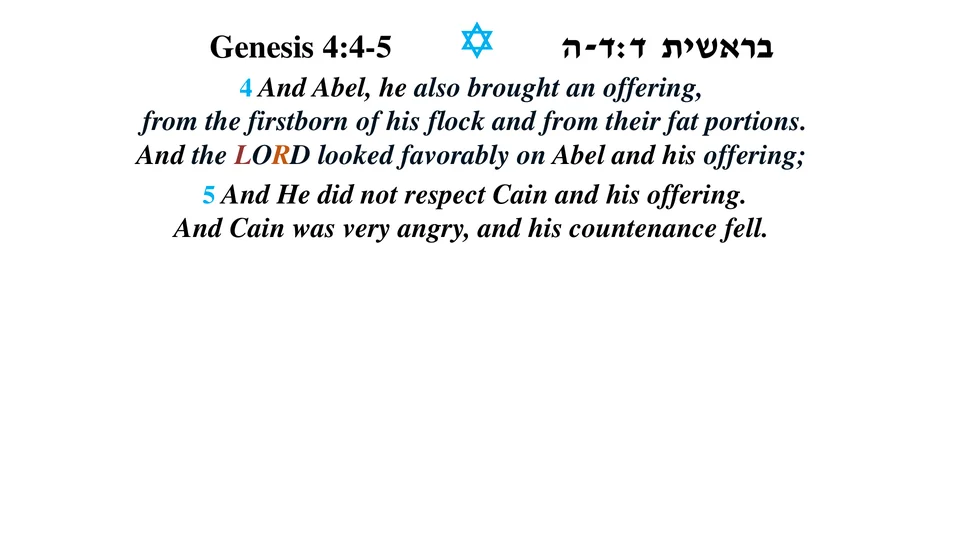 Genesis 4:4-5 ✡ בראשית ד:ד-ה
4 And Abel, he also brought an offering,
from the firstborn of his flock and from their fat portions.
And the LORD looked favorably on Abel and his offering;
5 And He did not respect Cain and his offering.
And Cain was very angry, and his countenance fell.